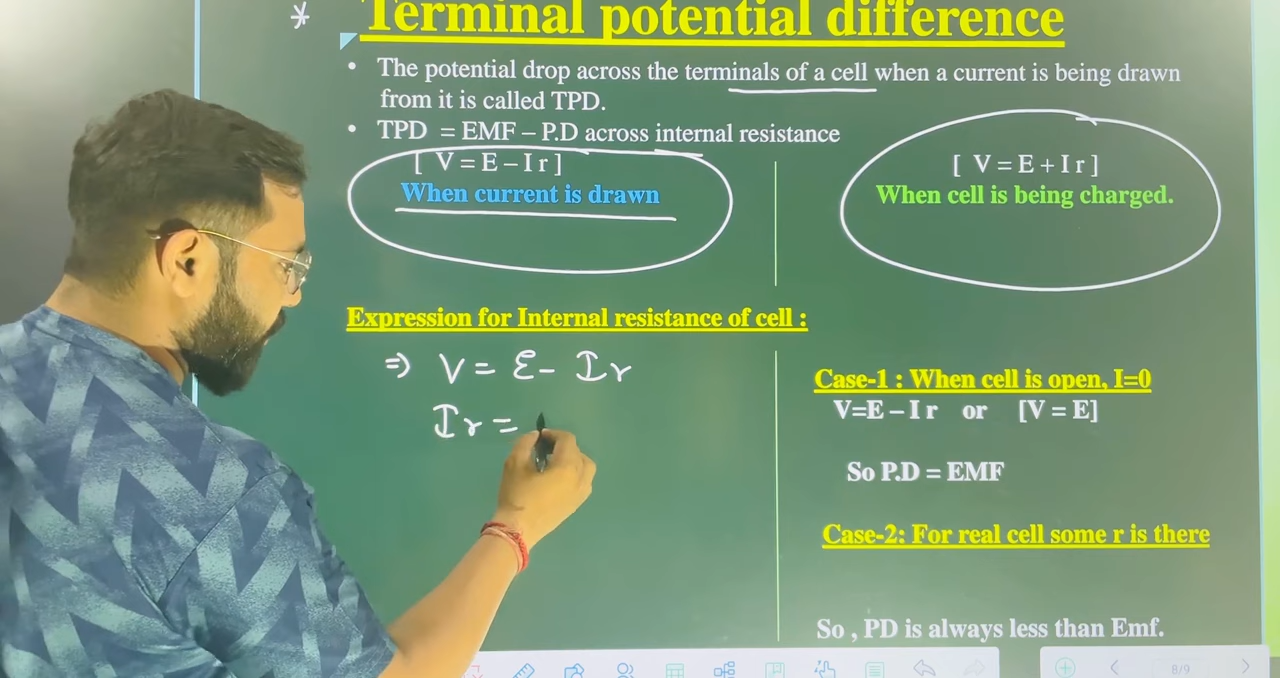 * Terminal potential difference
• The potential drop across the terminals of a cell when a current is being drawn
from it is called TPD.
• TPD = EMF – P.D across internal resistance
[ V = E – I r ]
When current is drawn
[ V = E + I r ]
When cell is being charged.
Expression for Internal resistance of cell :
⇒ V = ε - I r
I r =
Case-1 : When cell is open, I=0
V=E – I r or [V = E]
So P.D = EMF
Case-2: For real cell some r is there
So , PD is always less than Emf.
8/9